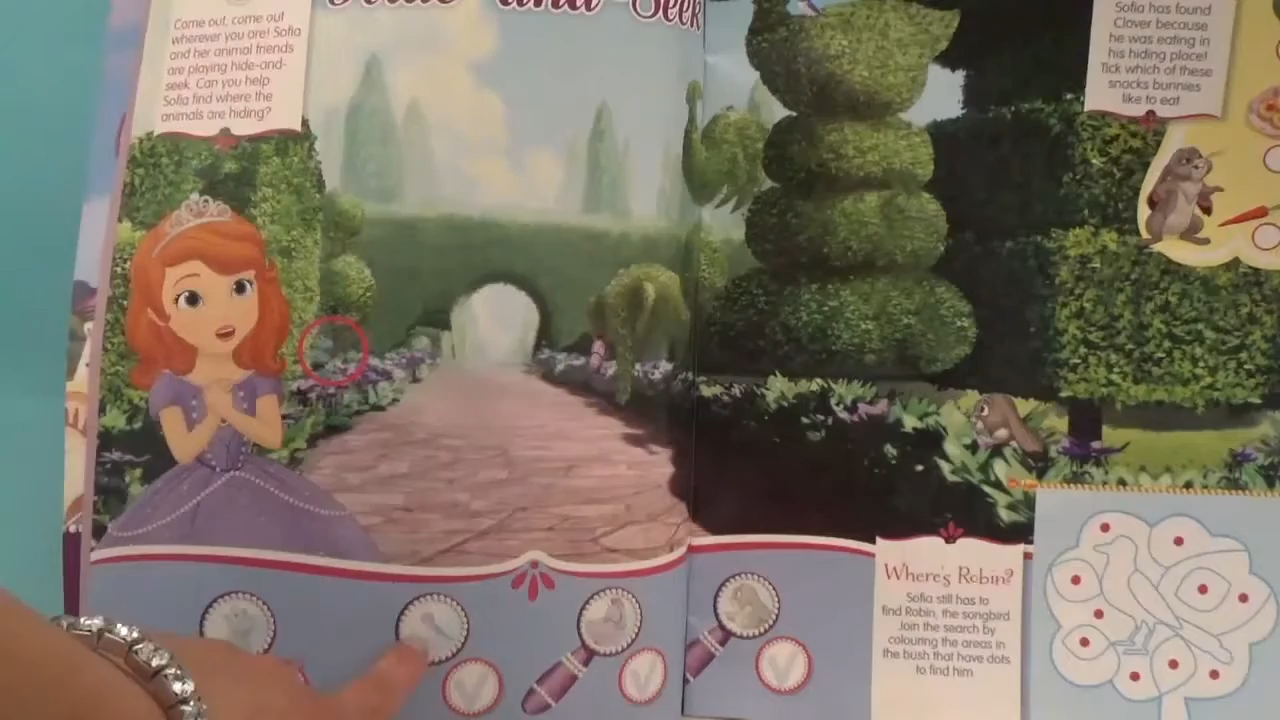 Hide-and-Seek
Come out, come out
wherever you are! Sofia
and her animal friends
are playing hide-and-
seek. Can you help
Sofia find where the
animals are hiding?
Sofia has found
Clover because
he was eating in
his hiding place!
Tick which of these
snacks bunnies
like to eat
Where's Robin?
Sofia still has to
find Robin, the songbird.
Join the search by
colouring the areas in
the bush that have dots
to find him